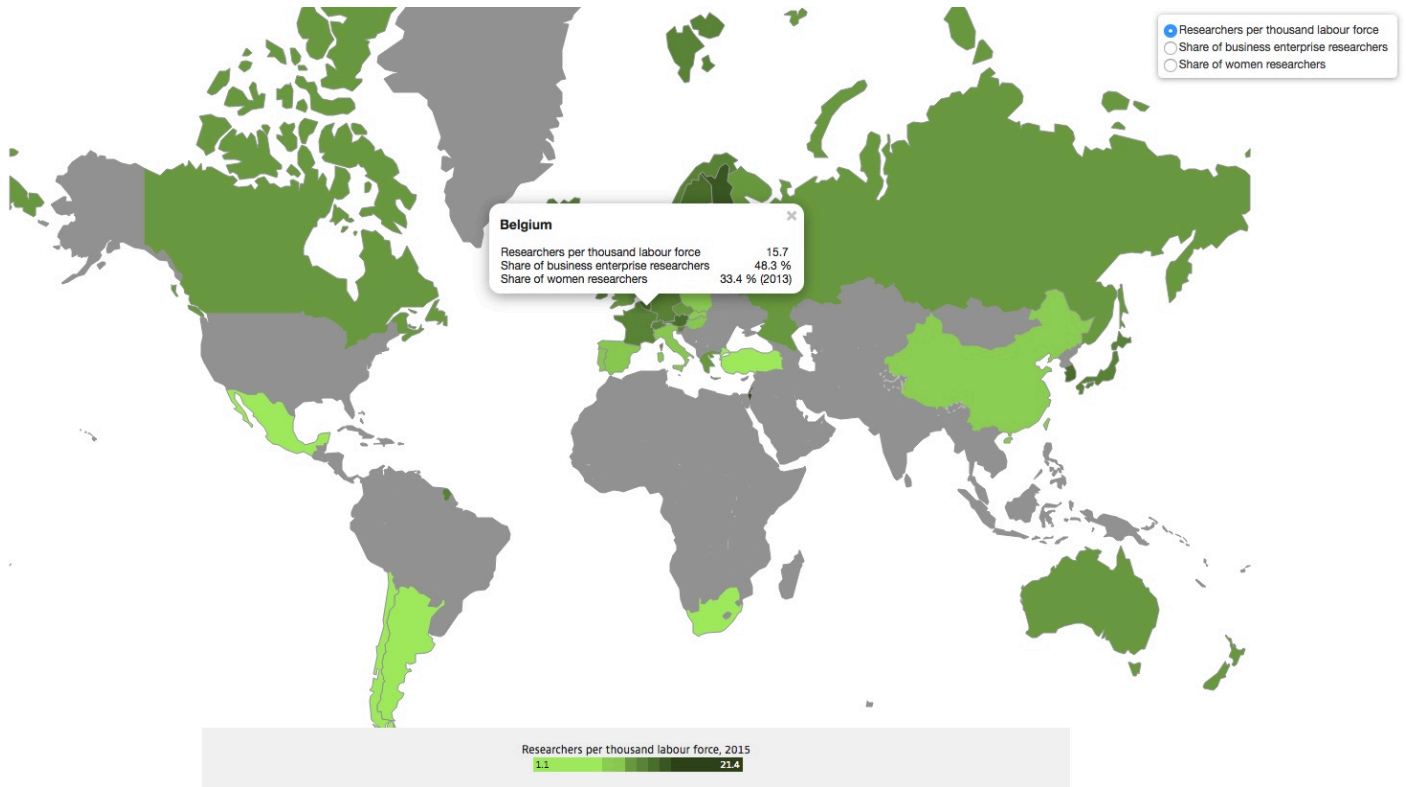 Researchers per thousand labour force
Share of business enterprise researchers
Share of women researchers
×
Belgium
Researchers per thousand labour force 15.7
Share of business enterprise researchers 48.3 %
Share of women researchers 33.4 % (2013)
Researchers per thousand labour force, 2015
1.1 21.4